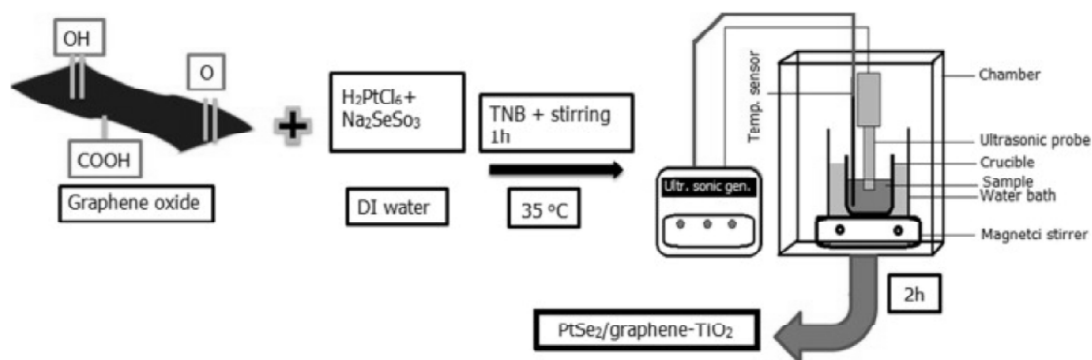 OH
O
COOH
Graphene oxide
H₂PtCl₆+
Na₂SeSo₃
DI water
TNB + stirring
1h
35 °C
Temp. sensor
Ultr. sonic gen.
Chamber
Ultrasonic probe
Crucible
Sample
Water bath
Magnetci stirrer
2h
PtSe₂/graphene-TiO₂